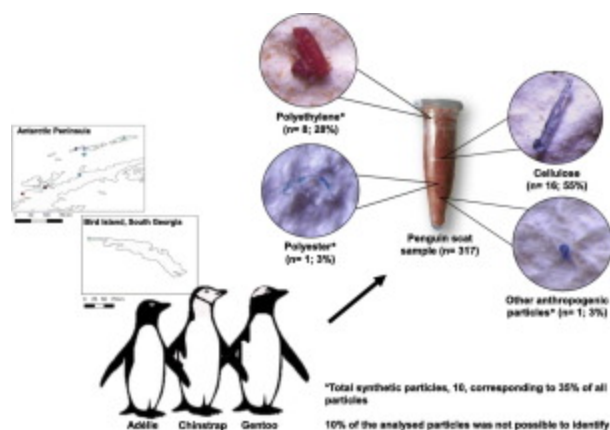 Polyethylene*
(n= 8; 28%)
Antarctic Peninsula
Cellulose
(n= 16; 55%)
Bird Island, South Georgia
Polyester*
(n= 1; 3%)
Penguin scat
sample (n= 317)
Other anthropogenic
particles* (n= 1; 3%)
*Total synthetic particles, 10, corresponding to 35% of all
particles
10% of the analysed particles was not possible to identify
Adélie
Chinstrap
Gentoo